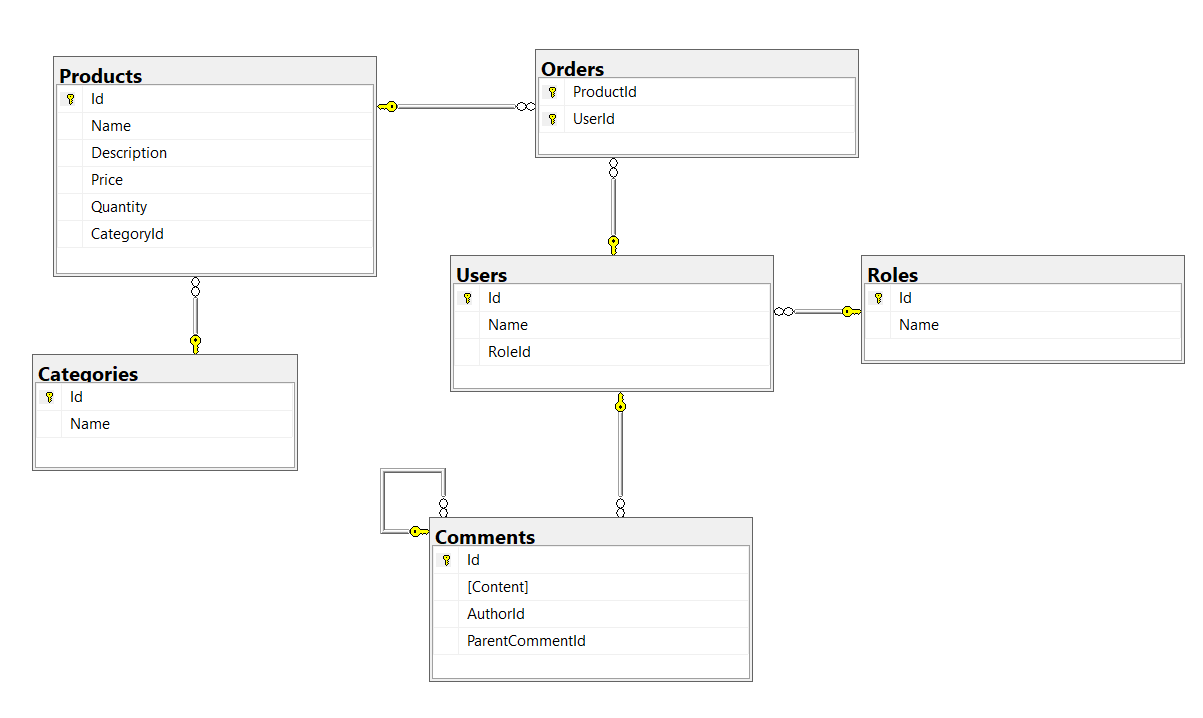 Products
Id
Name
Description
Price
Quantity
CategoryId
Orders
ProductId
UserId
Users
Id
Name
RoleId
Roles
Id
Name
Categories
Id
Name
Comments
Id
[Content]
AuthorId
ParentCommentId